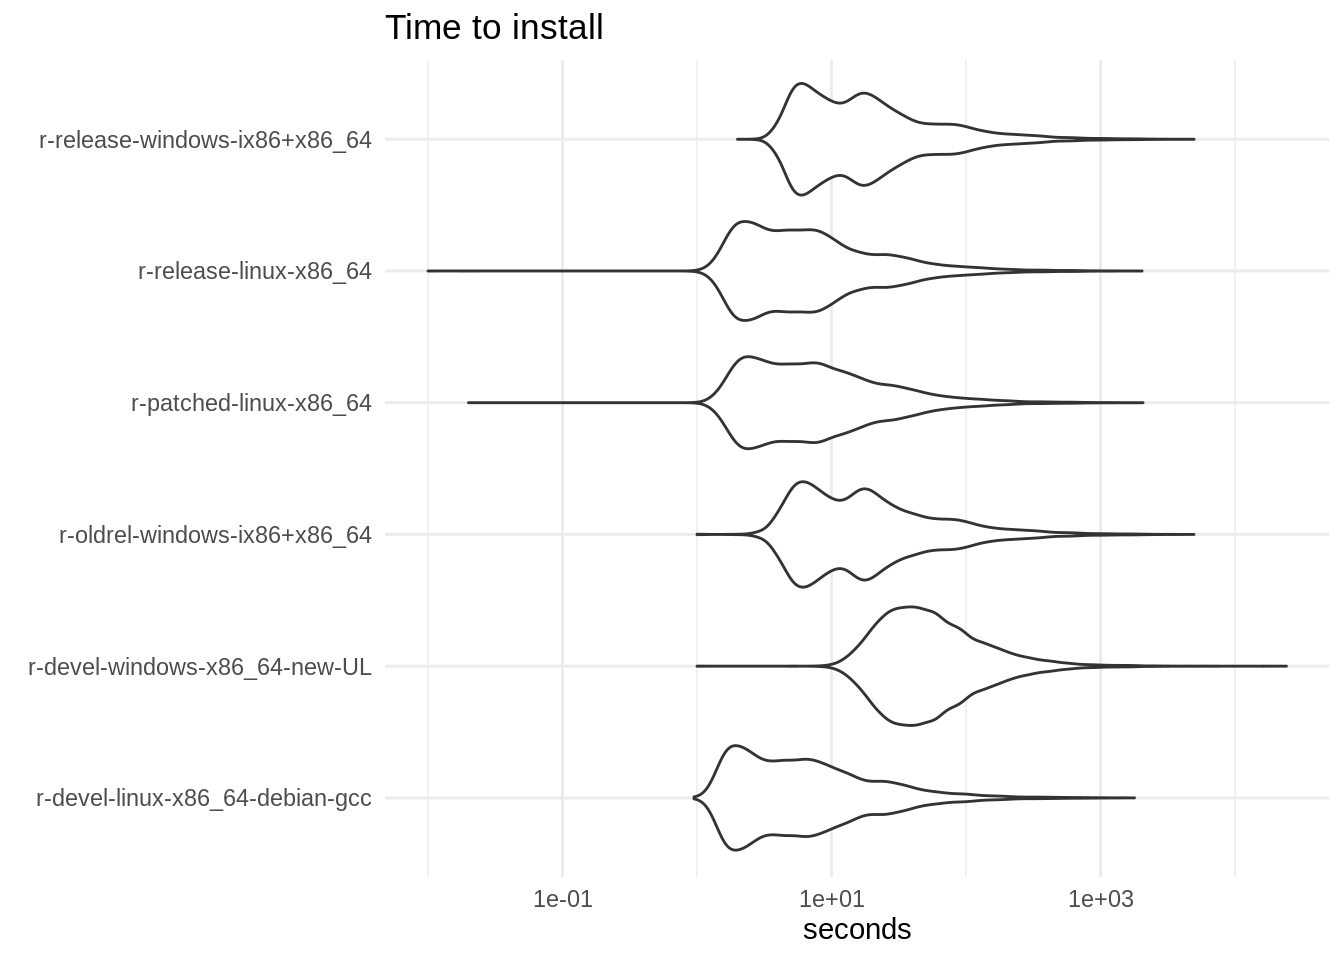 Time to install
r-release-windows-ix86+x86_64
r-release-linux-x86_64
r-patched-linux-x86_64
r-oldrel-windows-ix86+x86_64
r-devel-windows-x86_64-new-UL
r-devel-linux-x86_64-debian-gcc
1e-01 1e+01 1e+03
seconds